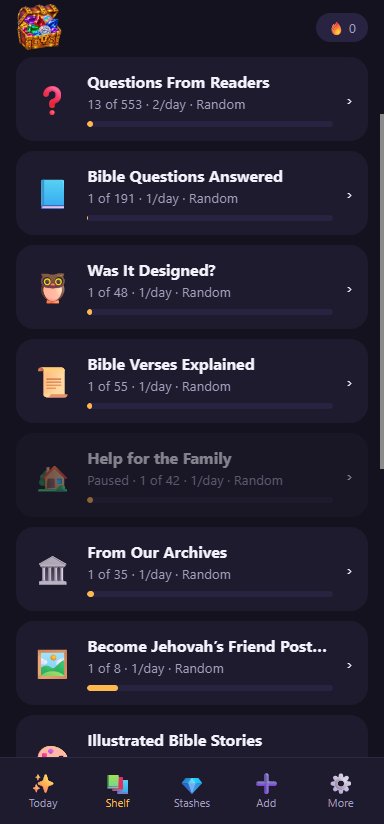 0
Questions From Readers
13 of 553 · 2/day · Random
Bible Questions Answered
1 of 191 · 1/day · Random
Was It Designed?
1 of 48 · 1/day · Random
Bible Verses Explained
1 of 55 · 1/day · Random
Help for the Family
Paused · 1 of 42 · 1/day · Random
From Our Archives
1 of 35 · 1/day · Random
Become Jehovah’s Friend Post…
1 of 8 · 1/day · Random
Illustrated Bible Stories
Today
Shelf
Stashes
Add
More